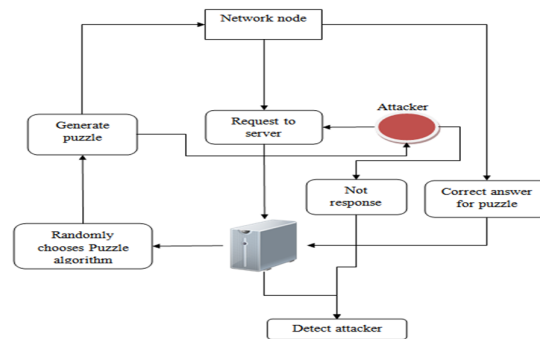 Network node
Attacker
Generate
puzzle
Request to
server
Not
response
Correct answer
for puzzle
Randomly
chooses Puzzle
algorithm
Detect attacker